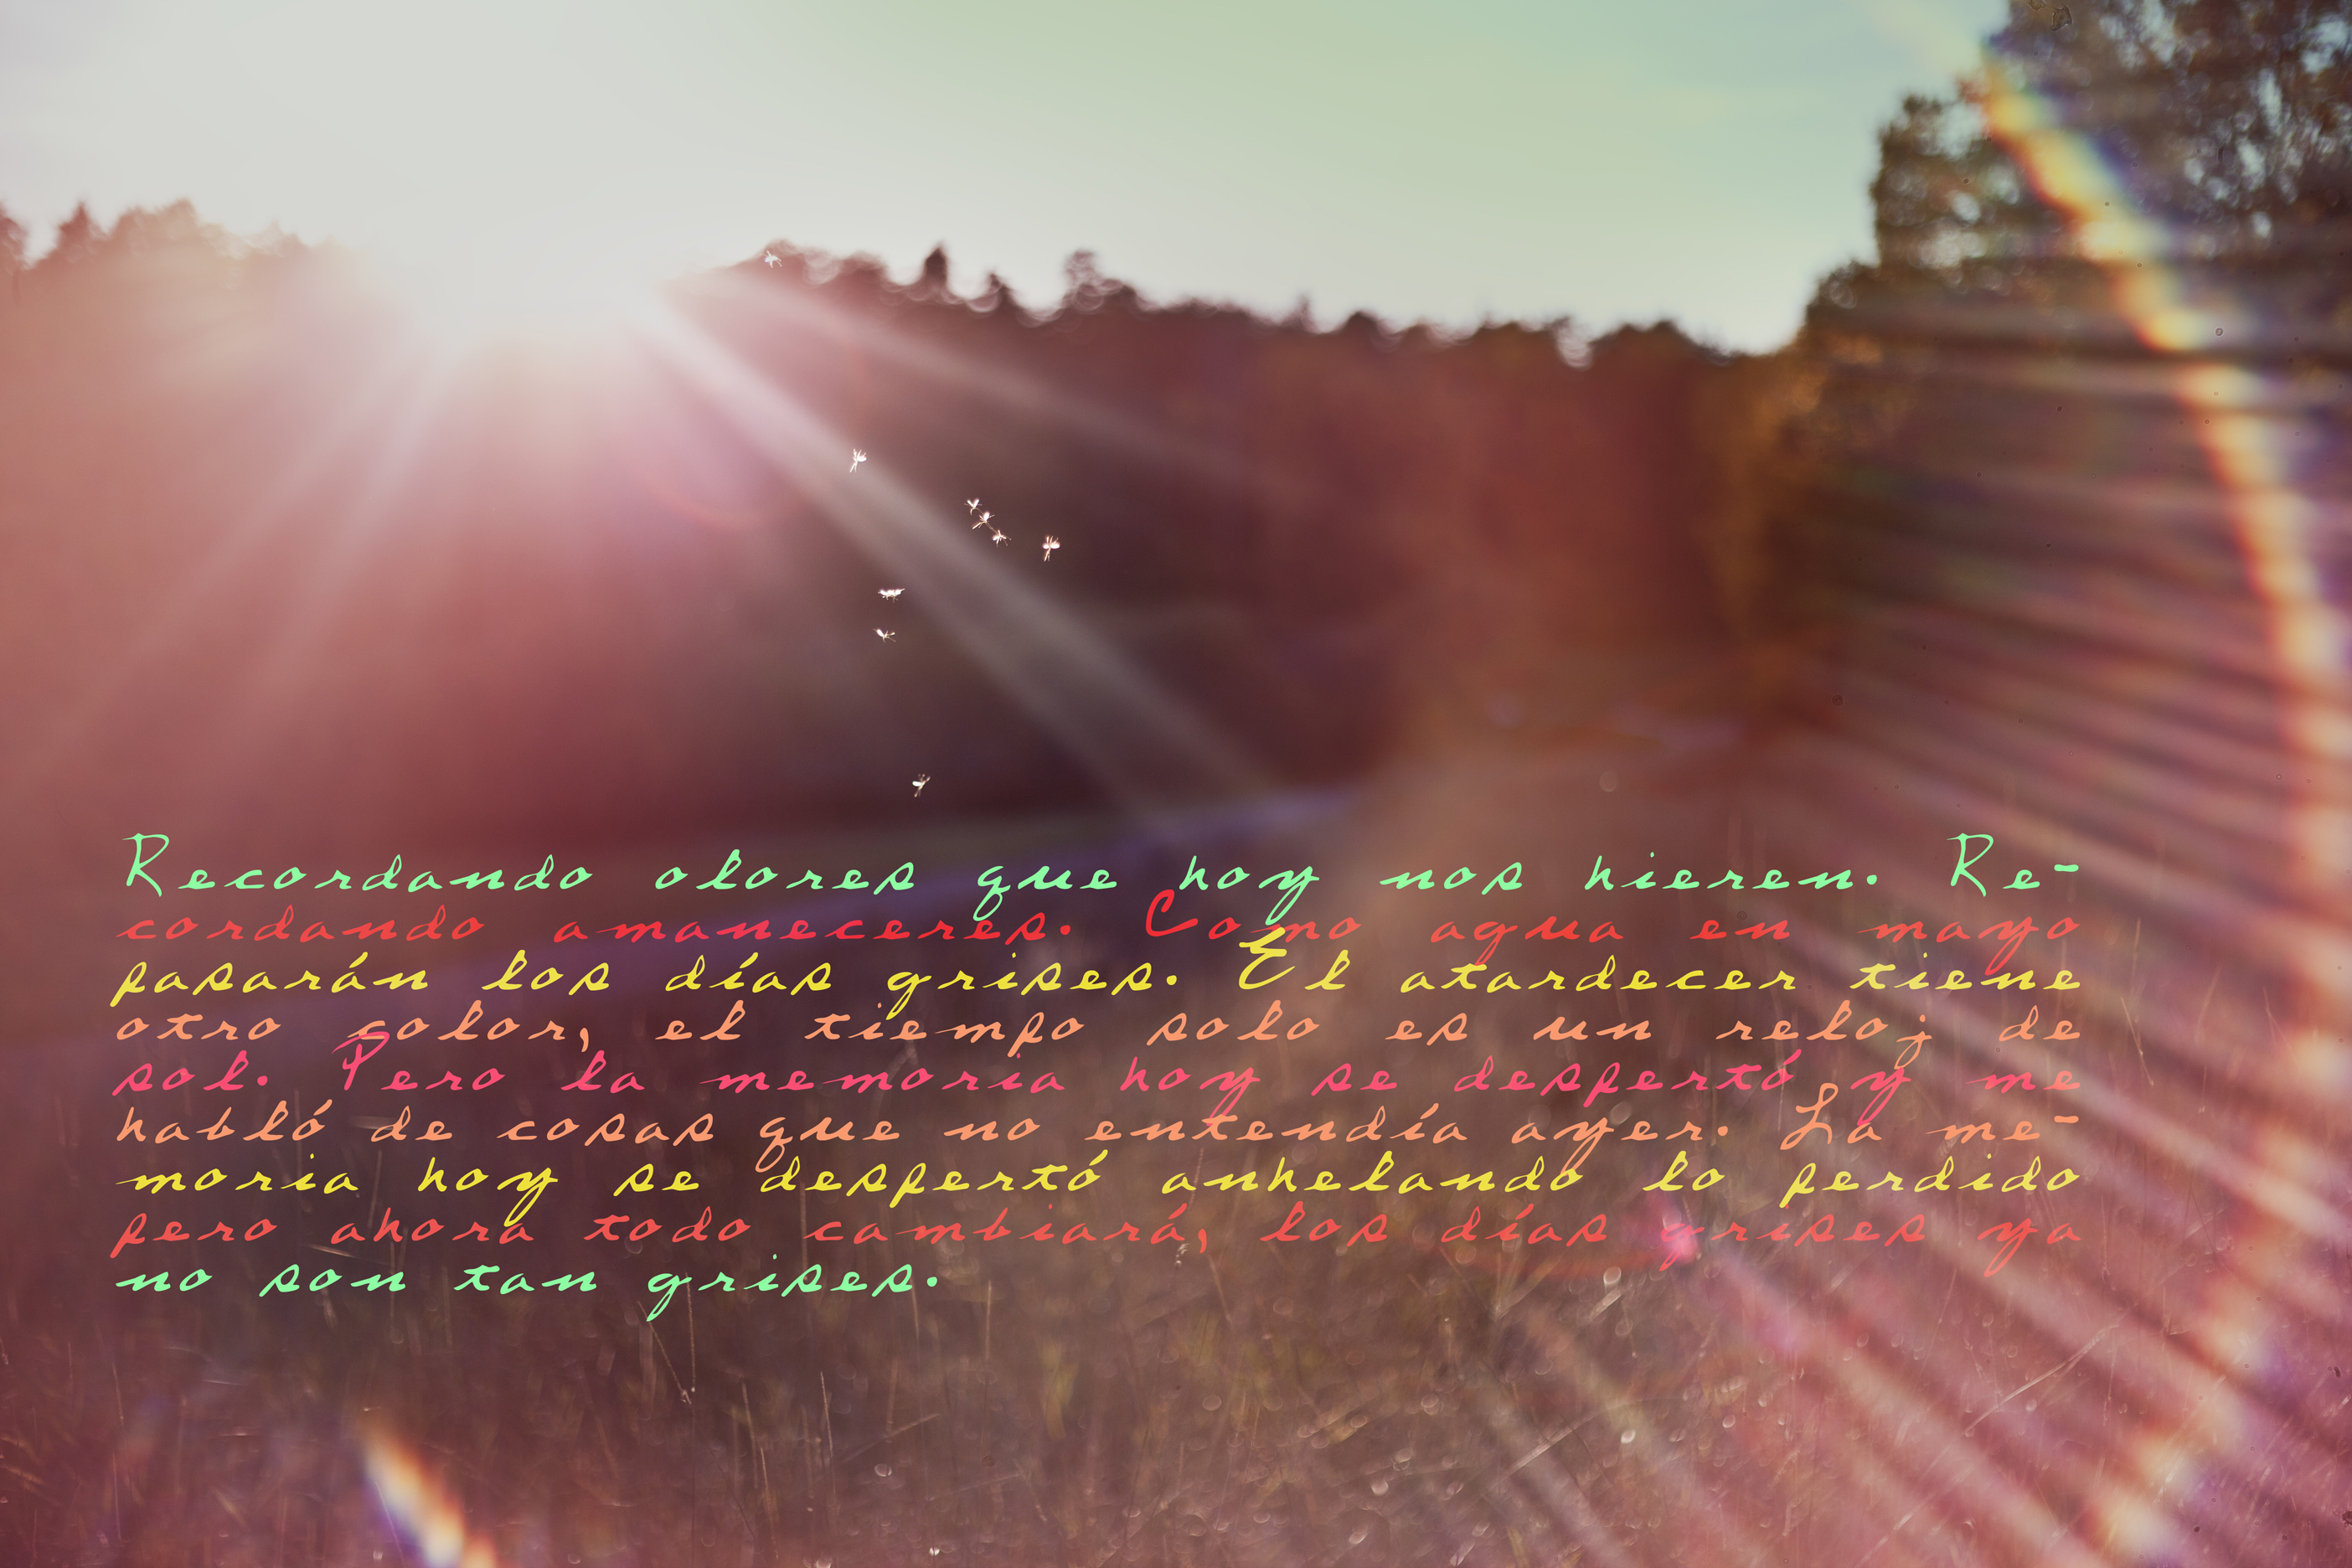 Recordando olores que hoy nos hieren. Re-
cordando amaneceres. Como agua en mayo
pasarán los días grises. El atardecer tiene
otro color, el tiempo solo es un reloj de
sol. Pero la memoria hoy se despertó y me
habló de cosas que no entendía ayer. La me-
moria hoy se despertó anhelando lo perdido
pero ahora todo cambiará, los días grises ya
no son tan grises.